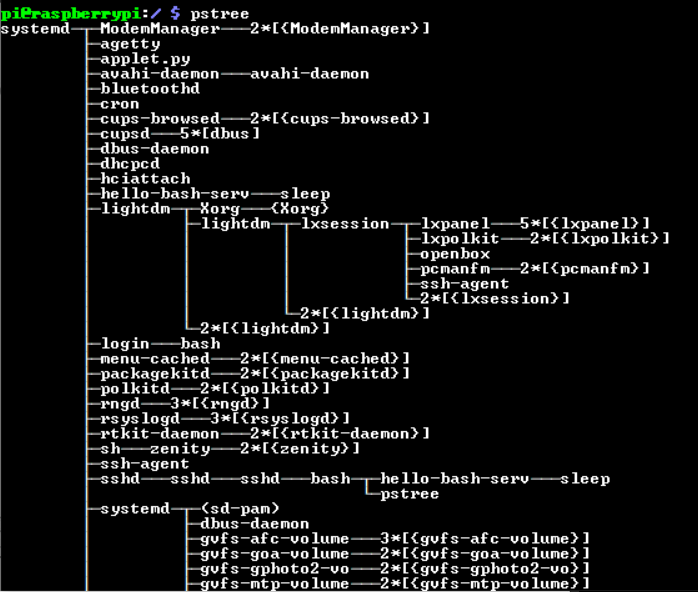 pi@raspberrypi:/ $ pstree
systemd─┬─ModemManager───2*[{ModemManager}]
        ├─agetty
        ├─applet.py
        ├─avahi-daemon───avahi-daemon
        ├─bluetoothd
        ├─cron
        ├─cups-browsed───2*[{cups-browsed}]
        ├─cupsd───5*[dbus]
        ├─dbus-daemon
        ├─dhcpcd
        ├─hciattach
        ├─hello-bash-serv───sleep
        ├─lightdm─┬─Xorg───{Xorg}
        │         ├─lightdm─┬─lxsession─┬─lxpanel───5*[{lxpanel}]
        │         │         │           ├─lxpolkit───2*[{lxpolkit}]
        │         │         │           ├─openbox
        │         │         │           ├─pcmanfm───2*[{pcmanfm}]
        │         │         │           ├─ssh-agent
        │         │         │           └─2*[{lxsession}]
        │         │         └─2*[{lightdm}]
        │         └─2*[{lightdm}]
        ├─login───bash
        ├─menu-cached───2*[{menu-cached}]
        ├─packagekitd───2*[{packagekitd}]
        ├─polkitd───2*[{polkitd}]
        ├─rngd───3*[{rngd}]
        ├─rsyslogd───3*[{rsyslogd}]
        ├─rtkit-daemon───2*[{rtkit-daemon}]
        ├─sh───zenity───2*[{zenity}]
        ├─ssh-agent
        ├─sshd───sshd───sshd───bash─┬─hello-bash-serv───sleep
        │                           └─pstree
        ├─systemd─┬─(sd-pam)
        │         ├─dbus-daemon
        │         ├─gvfs-afc-volume───3*[{gvfs-afc-volume}]
        │         ├─gvfs-goa-volume───2*[{gvfs-goa-volume}]
        │         ├─gvfs-gphoto2-vo───2*[{gvfs-gphoto2-vo}]
        │         ├─gvfs-mtp-volume───2*[{gvfs-mtp-volume}]